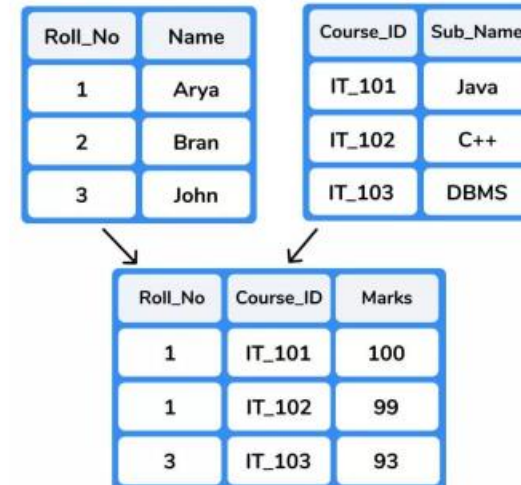 Roll_No Name
1 Arya
2 Bran
3 John
Course_ID Sub_Name
IT_101 Java
IT_102 C++
IT_103 DBMS
Roll_No Course_ID Marks
1 IT_101 100
1 IT_102 99
3 IT_103 93